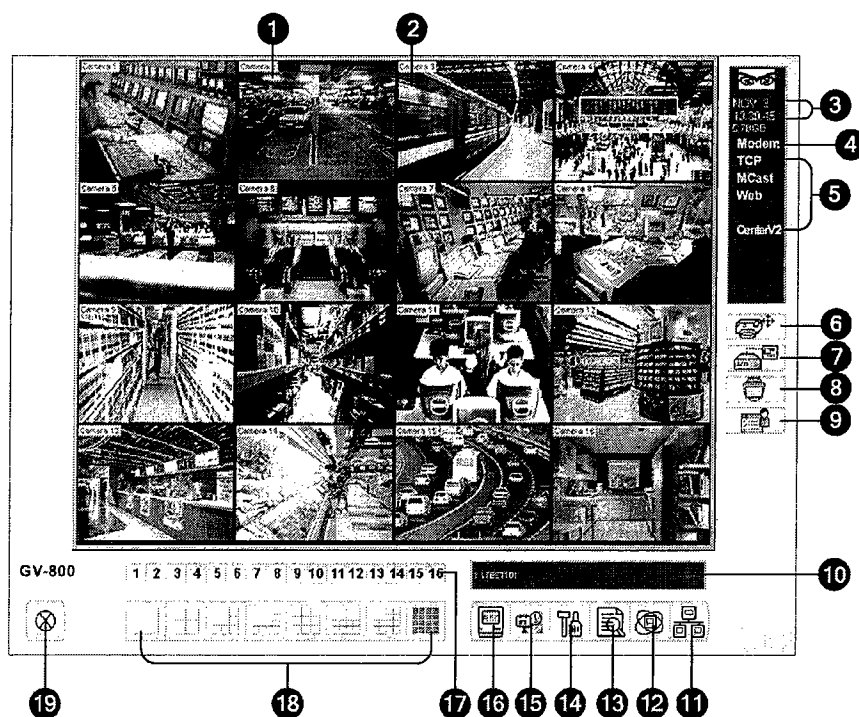 1 2
Camera 1 Camera 3 Camera 4
3
4
Modem
TCP
MCast
Web
5
CenterV2
Camera 5 Camera 6 Camera 7 Camera 8
6
7
8
9
Camera 9 Camera 10 Camera 11
Camera 13 Camera 14 Camera 15 Camera 16
GV-800
1 2 3 4 5 6 7 8 9 10 11 12 13 14 15 16
10
19 18 17 16 15 14 13 12 11